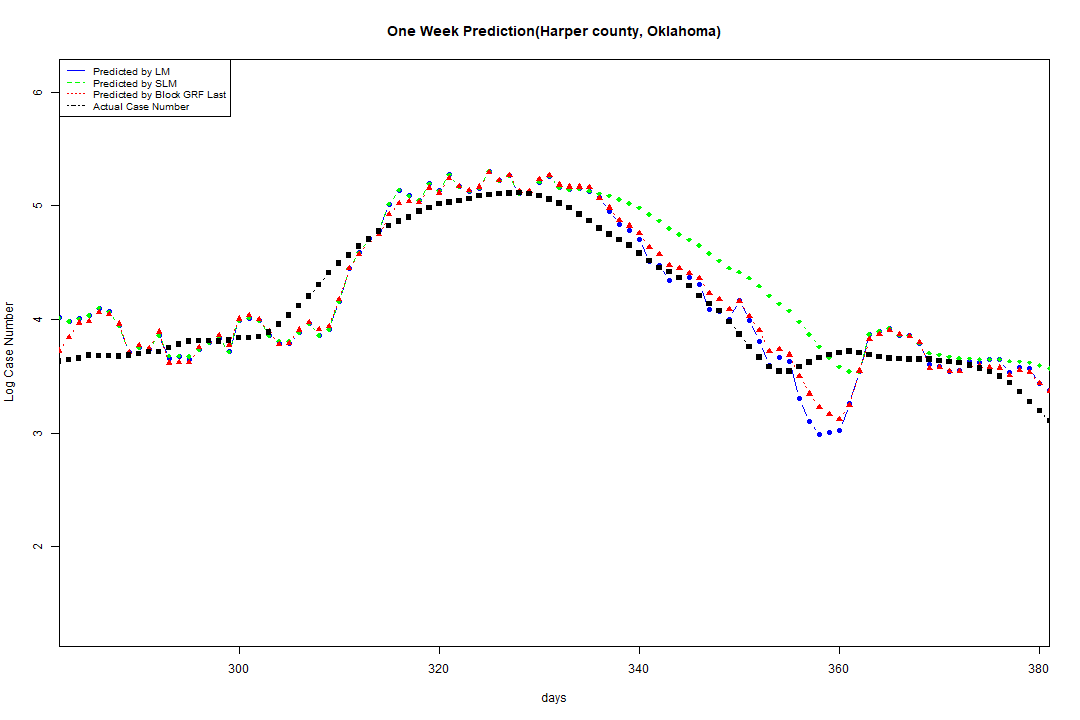 One Week Prediction(Harper county, Oklahoma)
Predicted by LM
Predicted by SLM
Predicted by Block GRF Last
Actual Case Number
6
5
4
3
2
Log Case Number
300
320
340
360
380
days